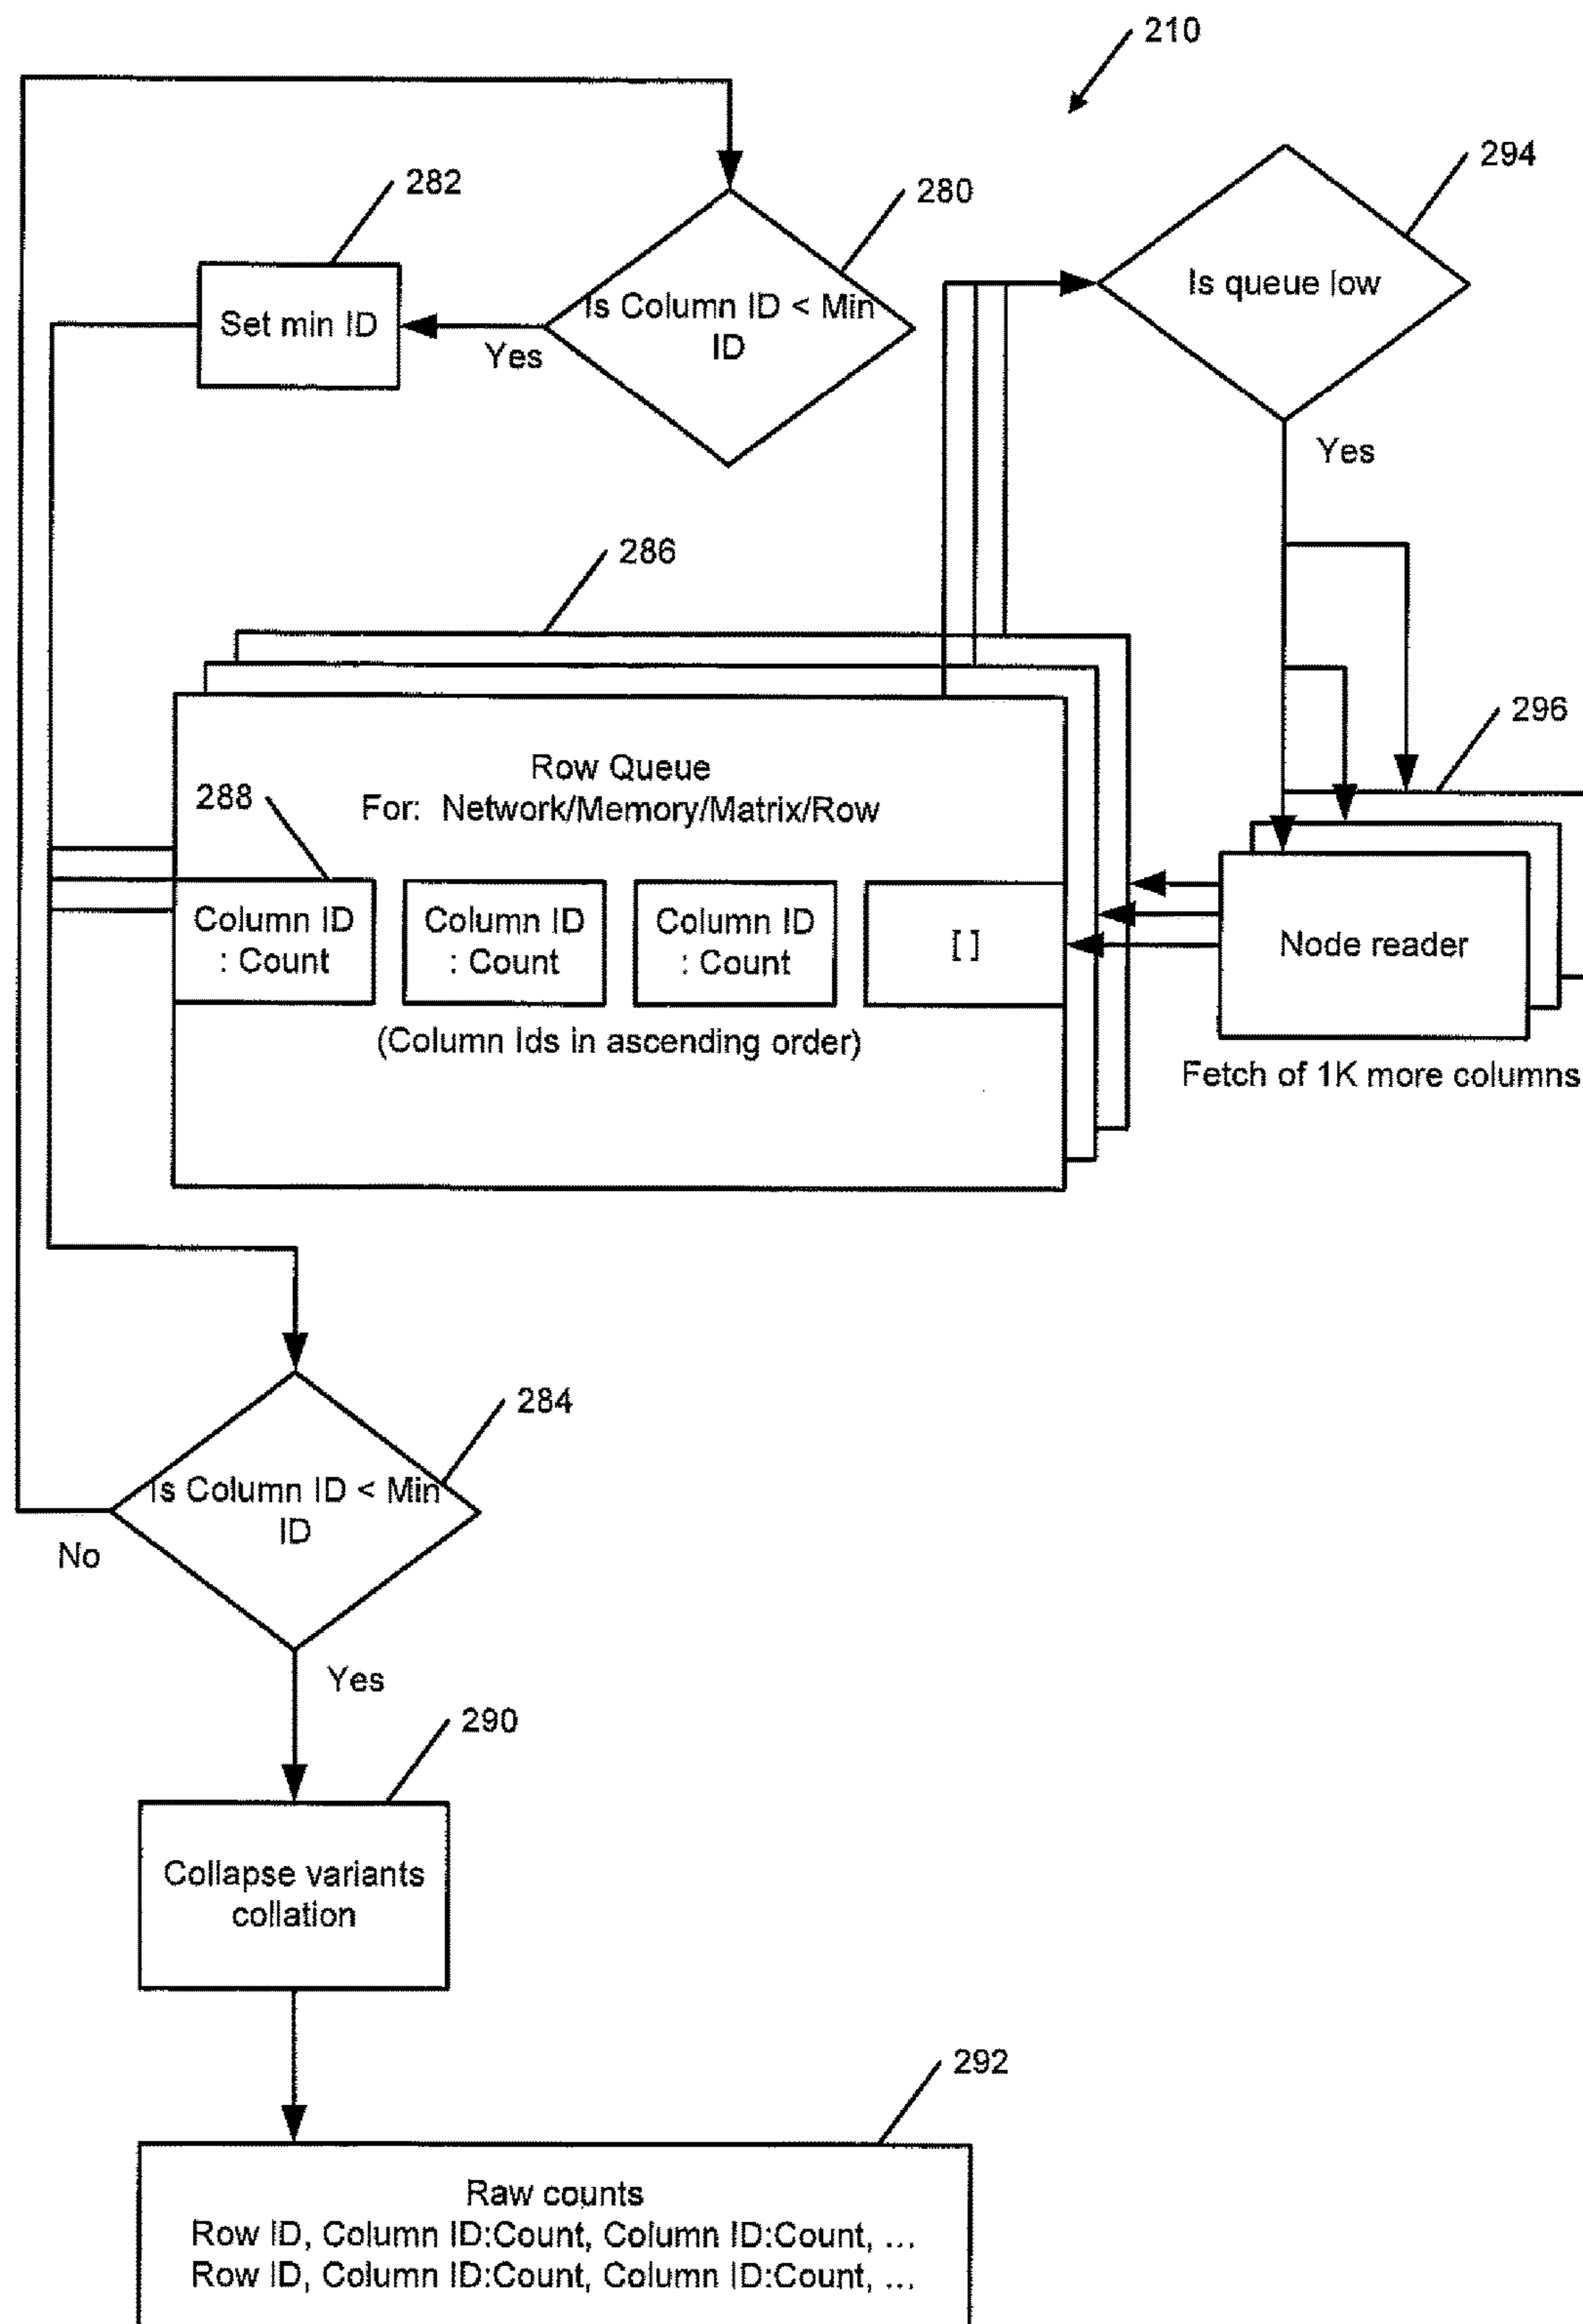 210
294
282
280
Is queue low
Is Column ID < Min
ID
Set min ID
Yes
Yes
286
296
Row Queue
For: Network/Memory/Matrix/Row
288
Column ID
: Count
Column ID
: Count
Column ID
: Count
[ ]
Node reader
(Column Ids in ascending order)
Fetch of 1K more columns
284
Is Column ID < Min
ID
No
Yes
290
Collapse variants
collation
292
Raw counts
Row ID, Column ID:Count, Column ID:Count, ...
Row ID, Column ID:Count, Column ID:Count, ...